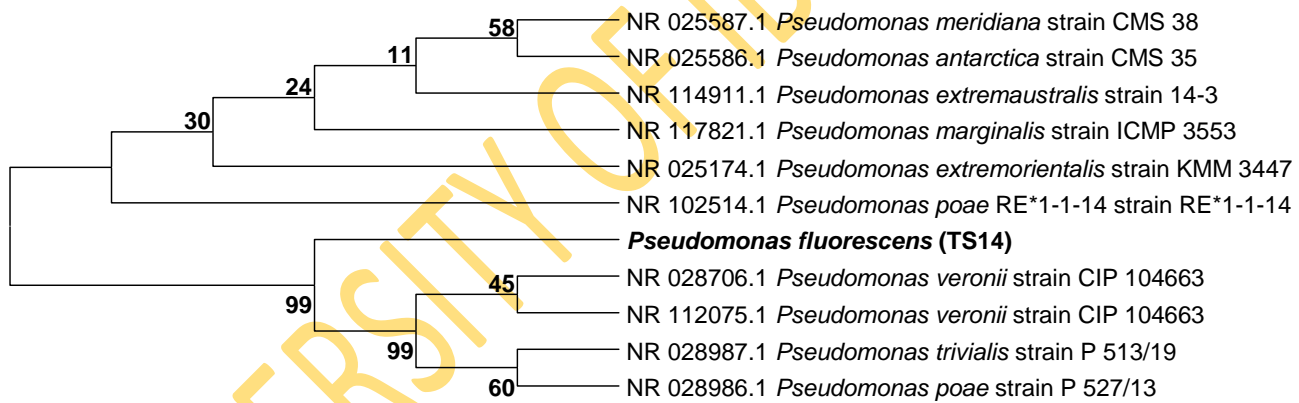 58
NR 025587.1 Pseudomonas meridiana strain CMS 38
NR 025586.1 Pseudomonas antarctica strain CMS 35
11
NR 114911.1 Pseudomonas extremaustralis strain 14-3
24
NR 117821.1 Pseudomonas marginalis strain ICMP 3553
30
NR 025174.1 Pseudomonas extremorientalis strain KMM 3447
NR 102514.1 Pseudomonas poae RE*1-1-14 strain RE*1-1-14
Pseudomonas fluorescens (TS14)
99
45
NR 028706.1 Pseudomonas veronii strain CIP 104663
NR 112075.1 Pseudomonas veronii strain CIP 104663
99
NR 028987.1 Pseudomonas trivialis strain P 513/19
60
NR 028986.1 Pseudomonas poae strain P 527/13
ERSITY OF